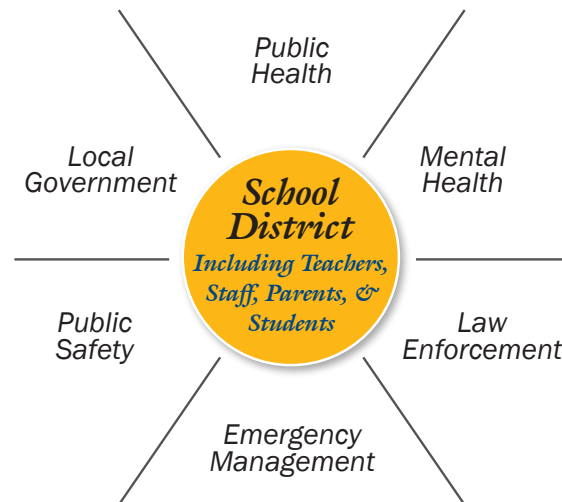 Public
Health
Local
Government
Mental
Health
School
District
Including Teachers,
Staff, Parents, &
Students
Public
Safety
Law
Enforcement
Emergency
Management